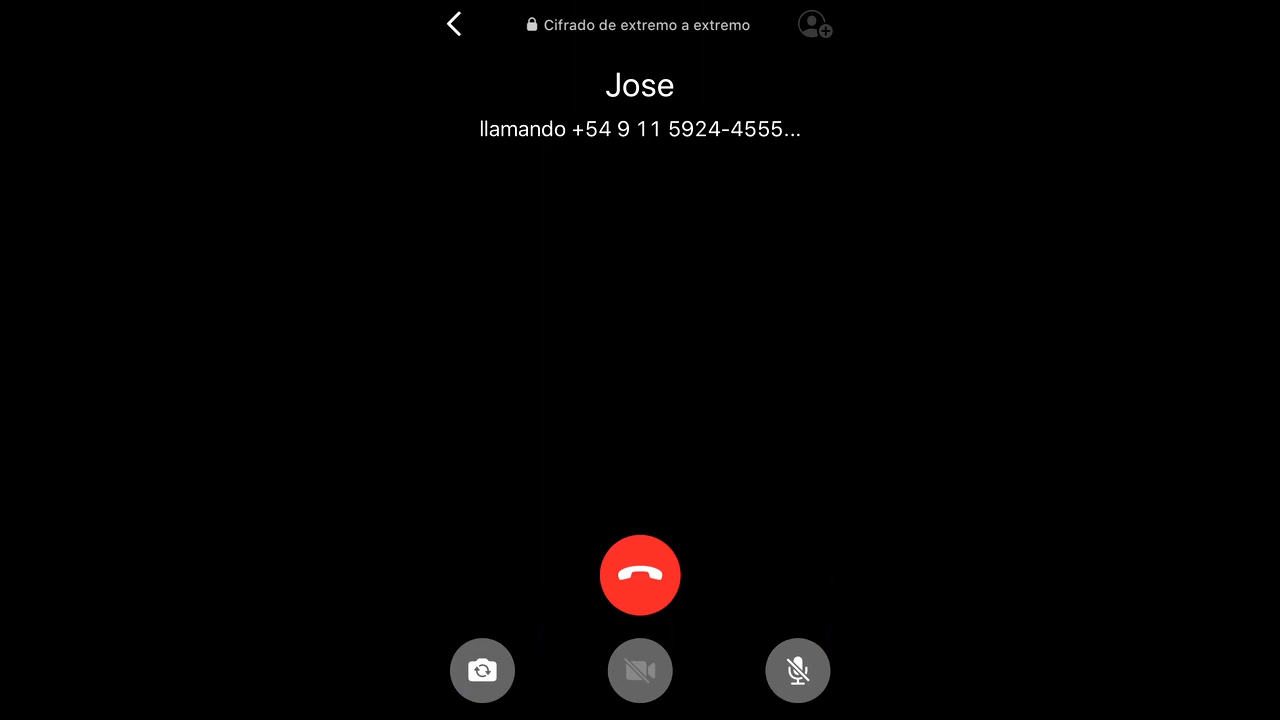 Cifrado de extremo a extremo
Jose
llamando +54 9 11 5924-4555...